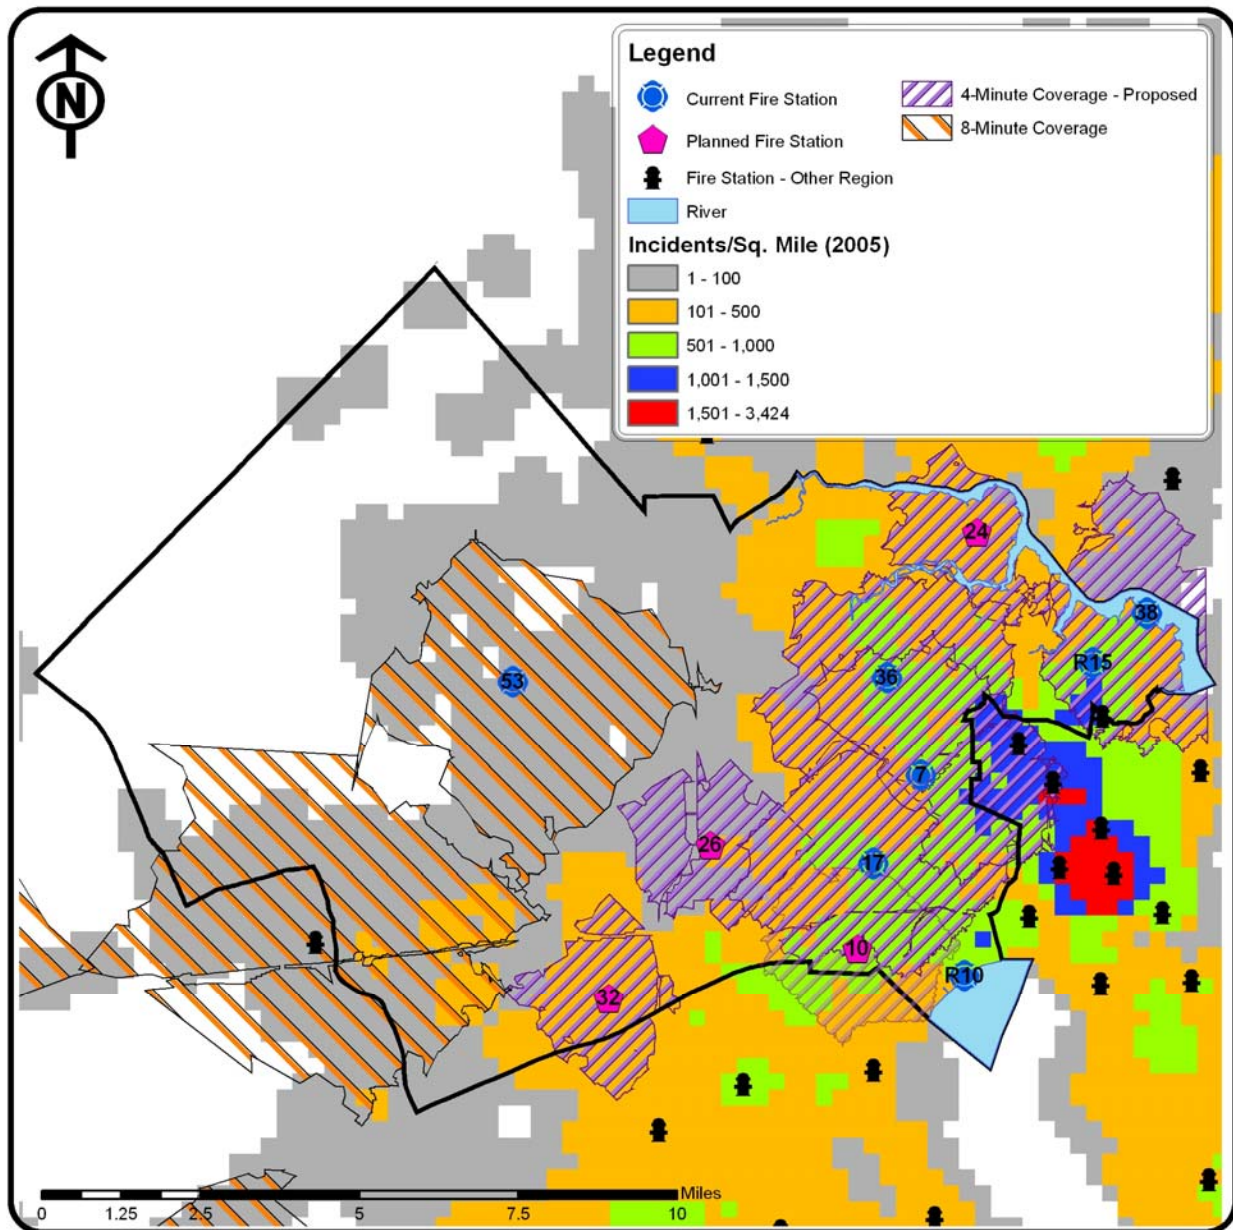 N
Legend
Current Fire Station
Planned Fire Station
Fire Station - Other Region
River
4-Minute Coverage - Proposed
8-Minute Coverage
Incidents/Sq. Mile (2005)
1 - 100
101 - 500
501 - 1,000
1,001 - 1,500
1,501 - 3,424
24
38
R15
36
53
7
26
17
10
R10
32
Miles
0 1.25 2.5 5 7.5 10